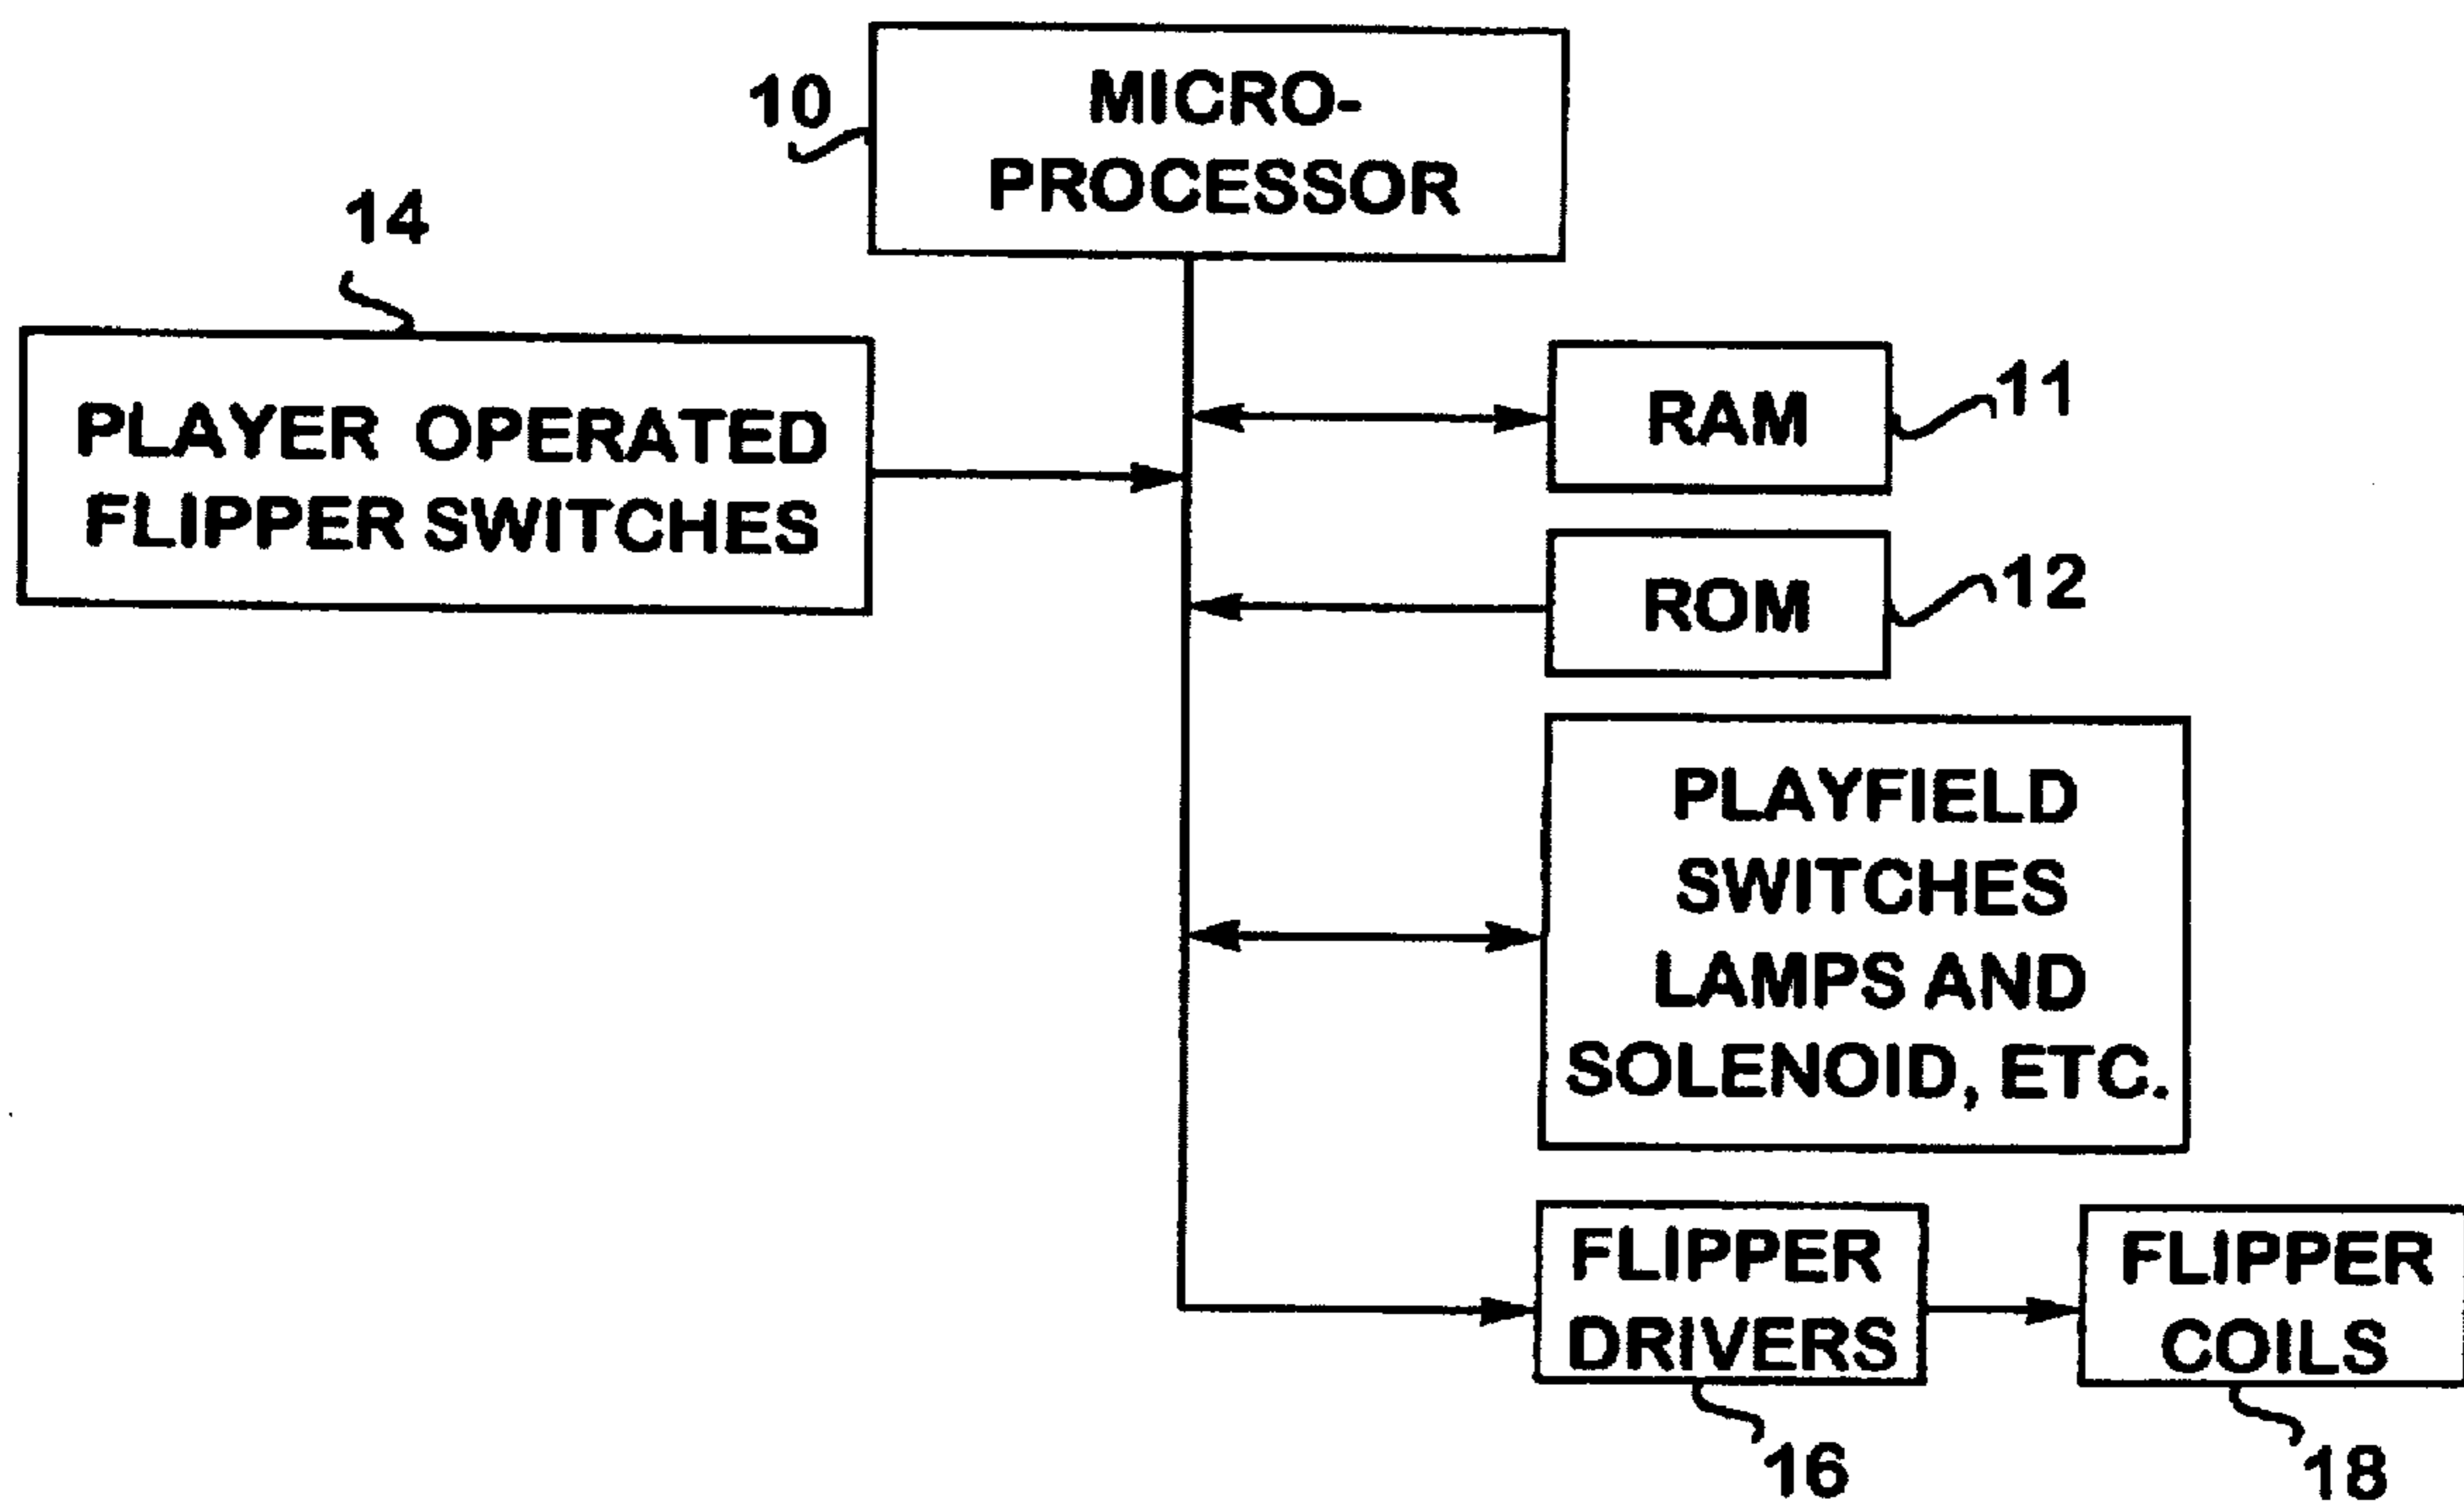 10
MICRO-
PROCESSOR
14
PLAYER OPERATED
FLIPPER SWITCHES
RAM
11
ROM
12
PLAYFIELD
SWITCHES
LAMPS AND
SOLENOID, ETC.
FLIPPER
DRIVERS
FLIPPER
COILS
16
18